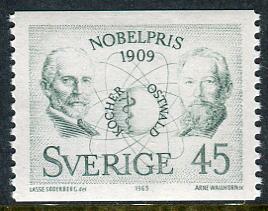 NOBELPRIS
1909
KOCHER
OSTWALD
SVERIGE 45
LASSE SÖDERBERG del 1969 ARNE WALLHORN sc